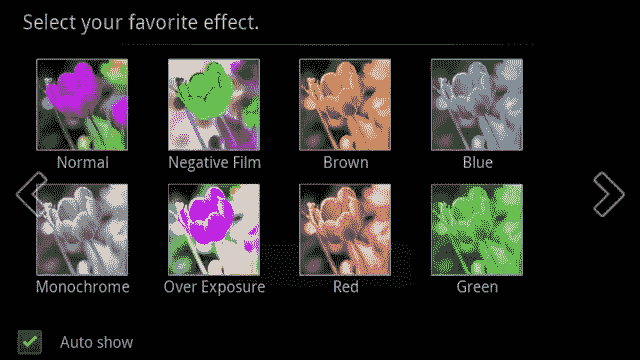 Select your favorite effect.
Normal Negative Film Brown Blue
Monochrome Over Exposure Red Green
Auto show